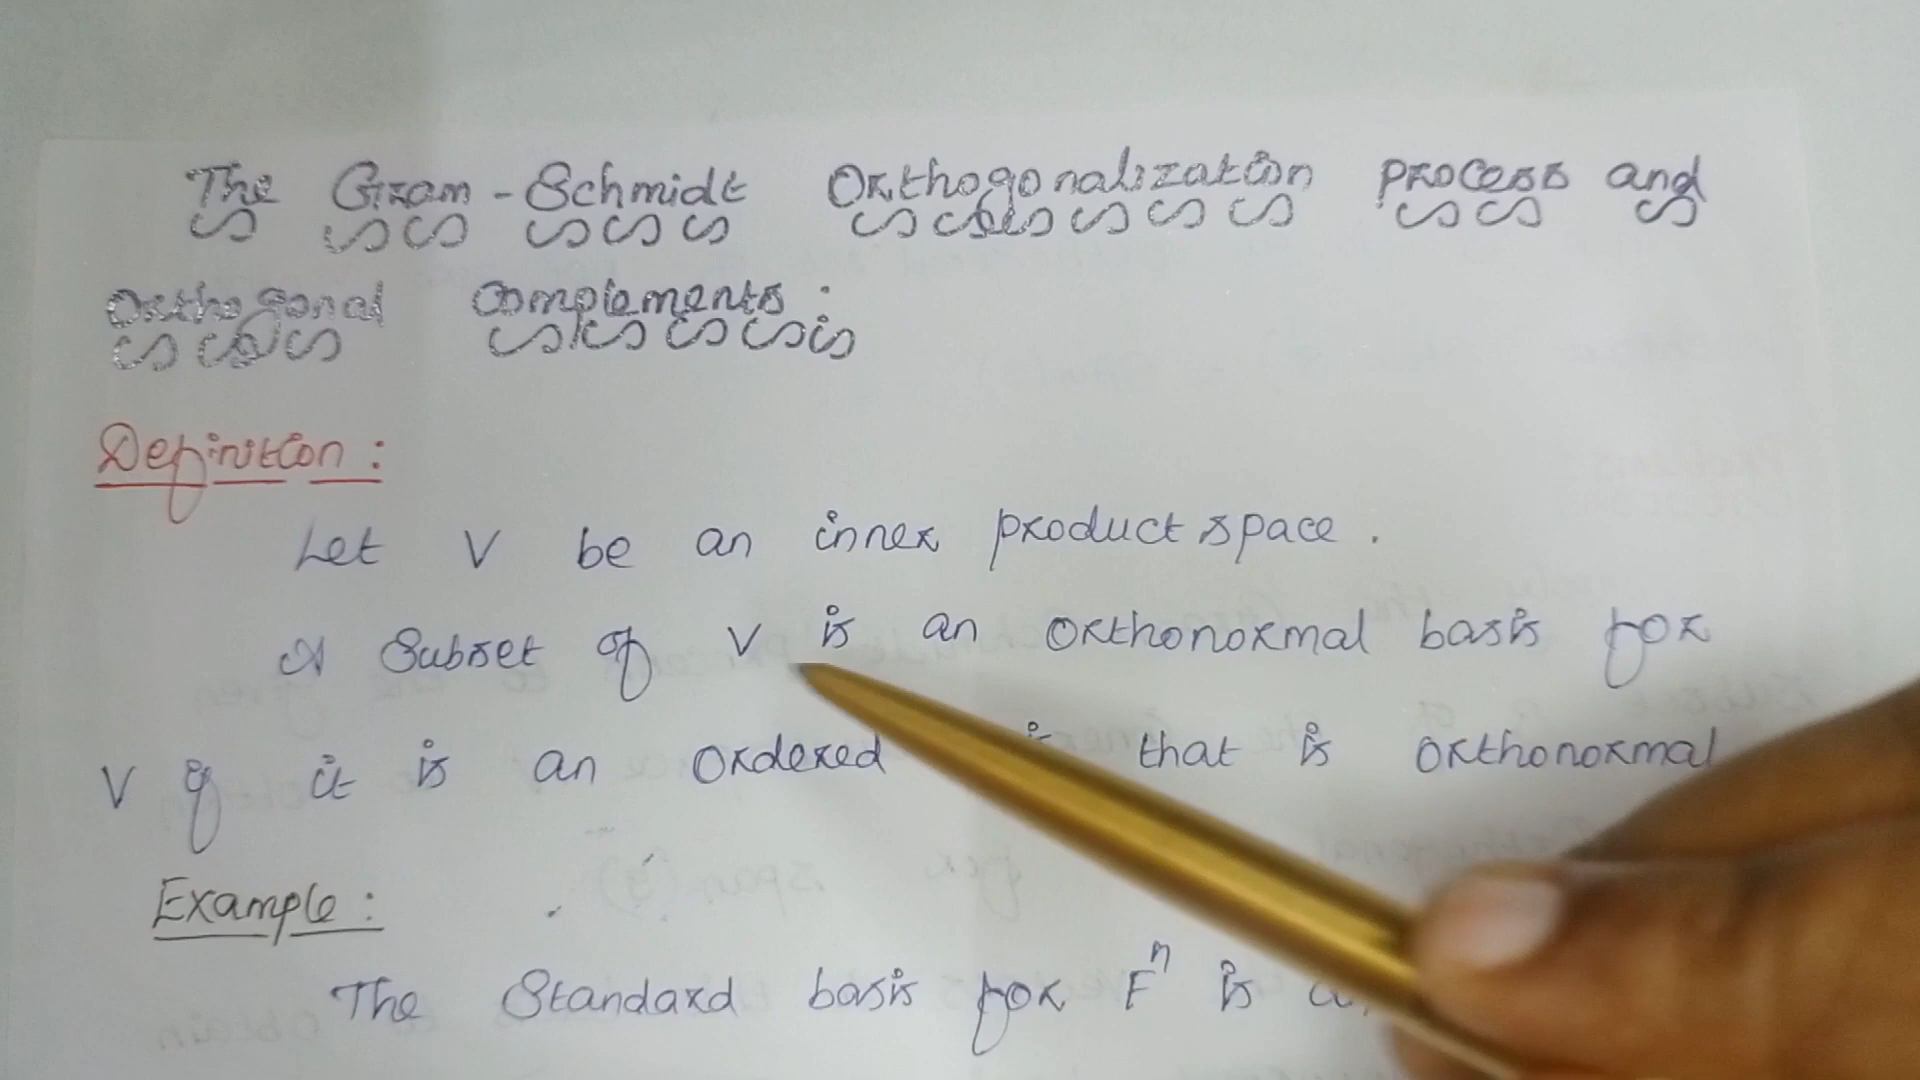 The Gram-Schmidt Orthogonalization process and
Orthogonal Complements:
Definition:
Let V be an inner product space.
A Subset of V is an orthonormal basis for
V if it is an Ordered that is orthonormal
Example:
The Standard basis for Fⁿ is